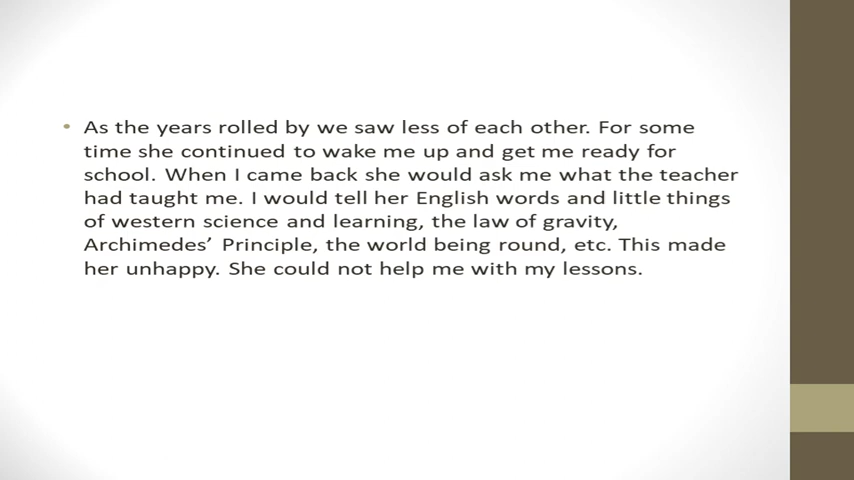 • As the years rolled by we saw less of each other. For some
time she continued to wake me up and get me ready for
school. When I came back she would ask me what the teacher
had taught me. I would tell her English words and little things
of western science and learning, the law of gravity,
Archimedes’ Principle, the world being round, etc. This made
her unhappy. She could not help me with my lessons.